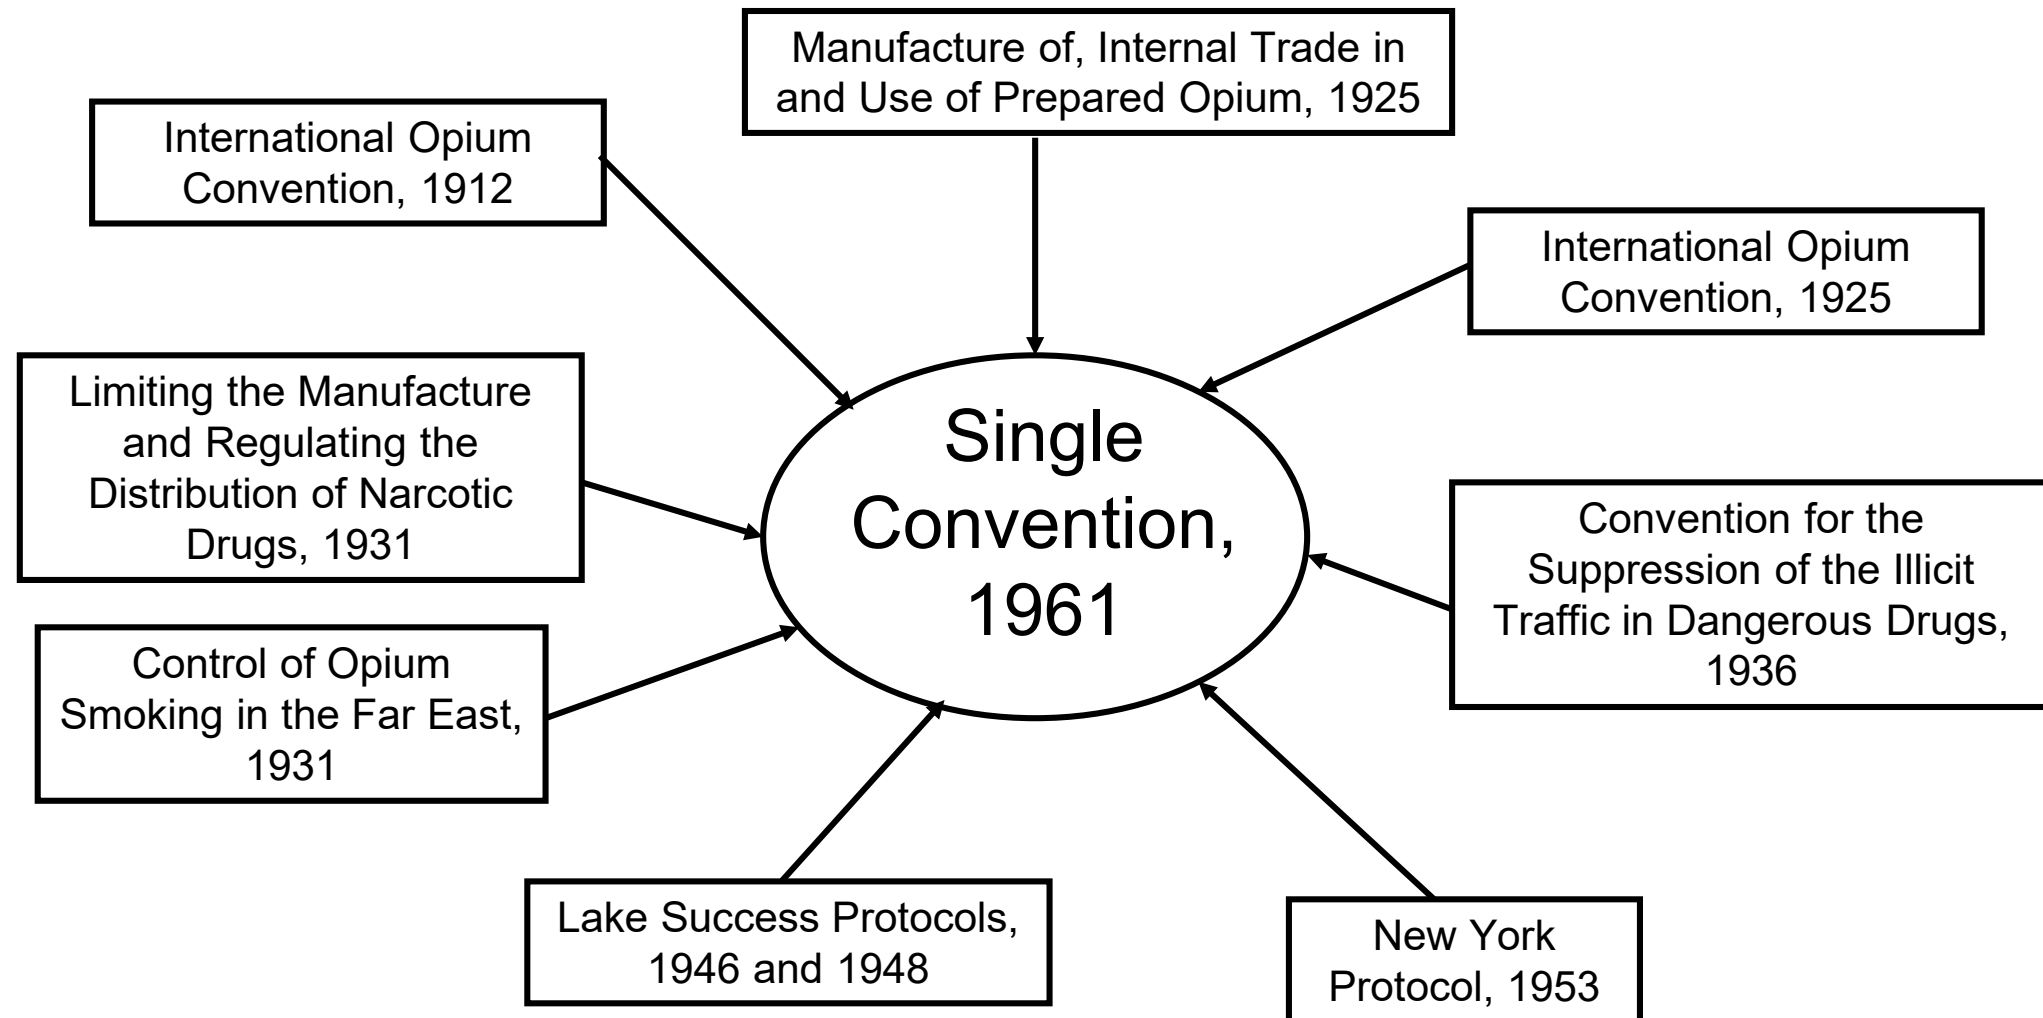 Manufacture of, Internal Trade in
and Use of Prepared Opium, 1925
International Opium
Convention, 1912
International Opium
Convention, 1925
Limiting the Manufacture
and Regulating the
Distribution of Narcotic
Drugs, 1931
Single
Convention,
1961
Convention for the
Suppression of the Illicit
Traffic in Dangerous Drugs,
1936
Control of Opium
Smoking in the Far East,
1931
Lake Success Protocols,
1946 and 1948
New York
Protocol, 1953